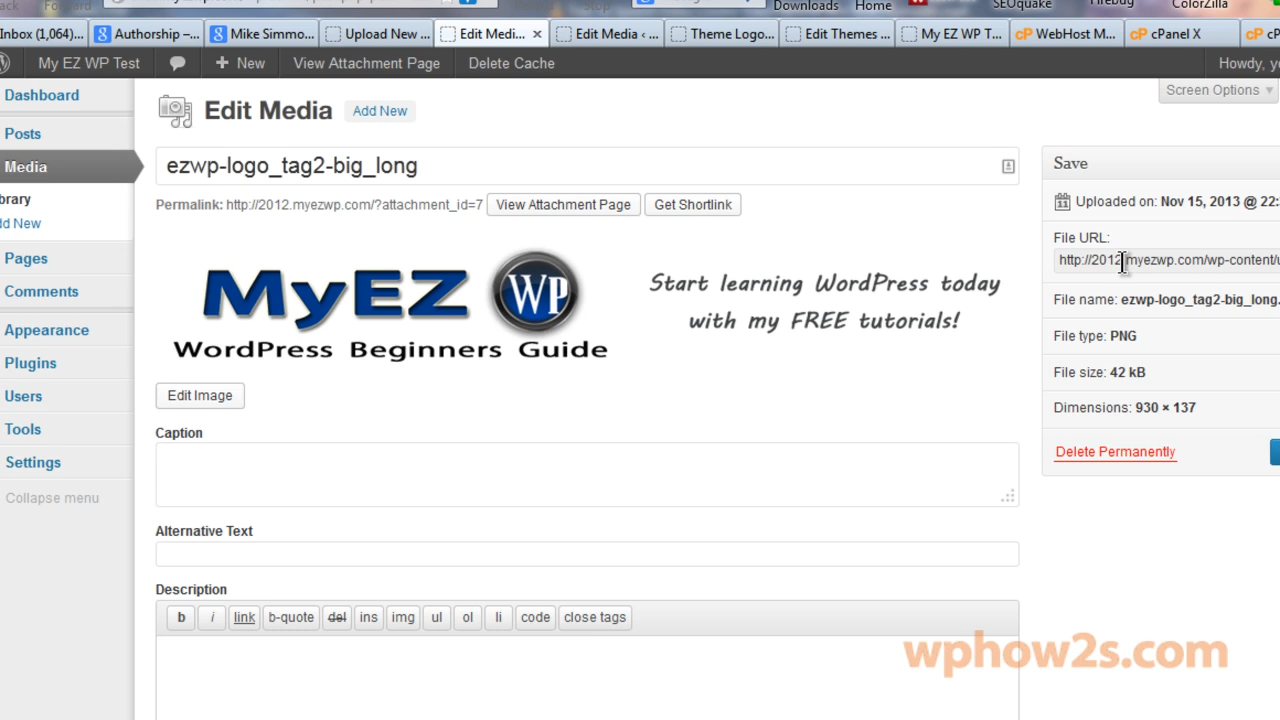 Forward
Stop
Downloads
Home
SEOquake
Firebug
ColorZilla
Inbox (1,064)...
Authorship –...
Mike Simmo...
Upload New ...
Edit Medi...
Edit Media ‹ ...
Theme Logo...
Edit Themes ...
My EZ WP T...
WebHost M...
cPanel X
My EZ WP Test
New
View Attachment Page
Delete Cache
Howdy,
Dashboard
Posts
Media
brary
dd New
Pages
Comments
Appearance
Plugins
Users
Tools
Settings
Collapse menu
Screen Options
Edit Media
Add New
ezwp-logo_tag2-big_long
Permalink: http://2012.myezwp.com/?attachment_id=7
View Attachment Page
Get Shortlink
MyEZ WP
WordPress Beginners Guide
Start learning WordPress today
with my FREE tutorials!
Edit Image
Caption
Alternative Text
Description
b i link b-quote del ins img ul ol li code close tags
Save
Uploaded on: Nov 15, 2013 @ 22:
File URL:
http://2012.myezwp.com/wp-content/u
File name: ezwp-logo_tag2-big_long.
File type: PNG
File size: 42 kB
Dimensions: 930 × 137
Delete Permanently
wphow2s.com